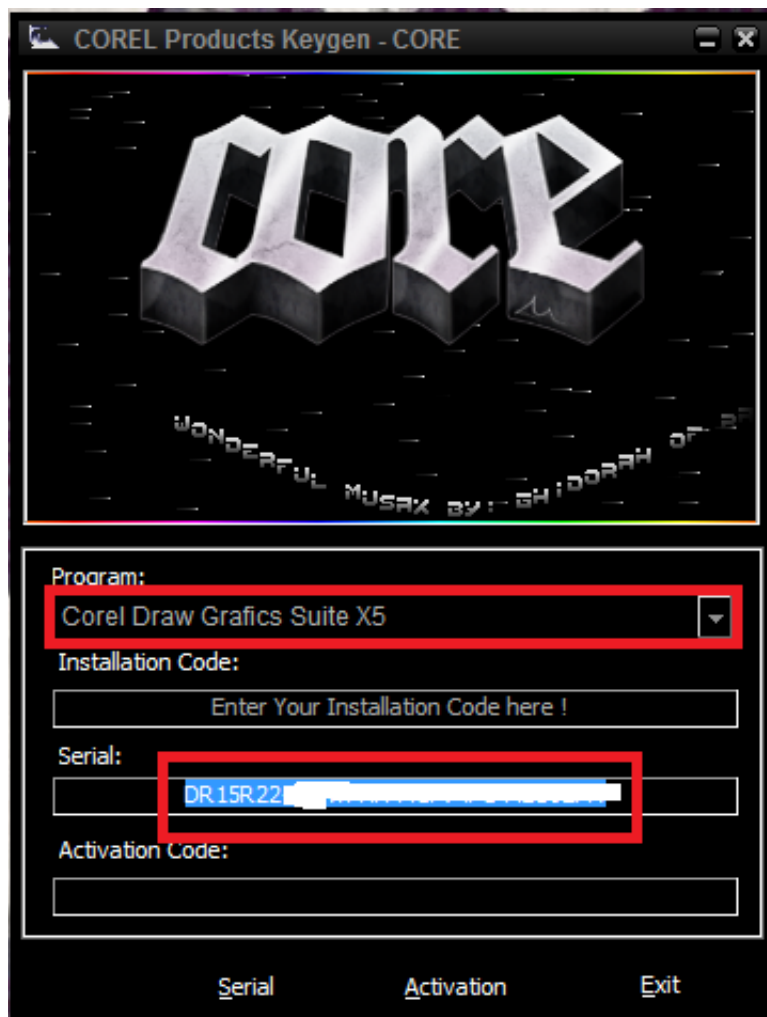 COREL Products Keygen - CORE
core
WONDERFUL MUSAX BY: GHIDORAH OF
Program:
Corel Draw Grafics Suite X5
Installation Code:
Enter Your Installation Code here !
Serial:
DR15R22
Activation Code:
Serial Activation Exit